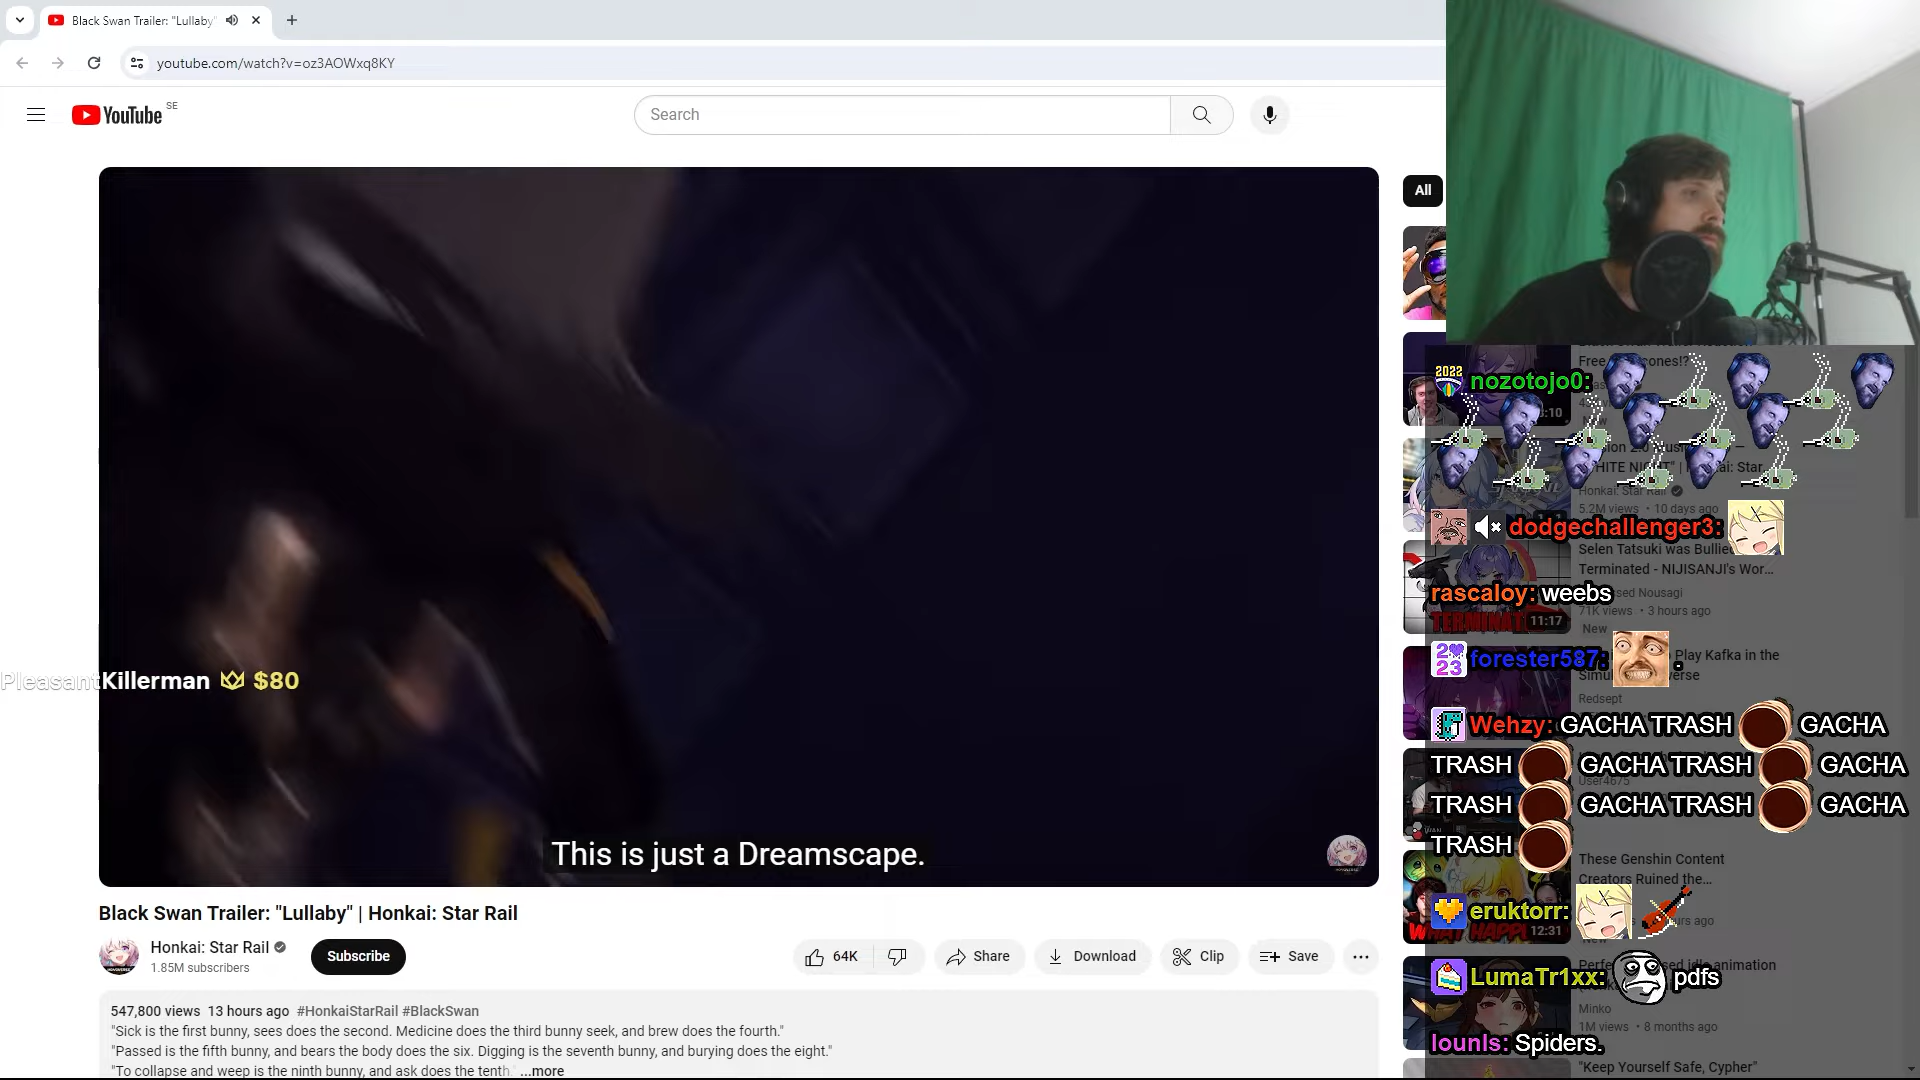 Black Swan Trailer: "Lullaby"
youtube.com/watch?v=oz3AOWxq8KY
YouTube SE
Search
All
This is just a Dreamscape.
PleasantKillerman $80
Black Swan Trailer: "Lullaby" | Honkai: Star Rail
Honkai: Star Rail
1.85M subscribers
Subscribe
64K
Share
Download
Clip
Save
547,800 views 13 hours ago #HonkaiStarRail #BlackSwan
"Sick is the first bunny, sees does the second. Medicine does the third bunny seek, and brew does the fourth."
"Passed is the fifth bunny, and bears the body does the six. Digging is the seventh bunny, and burying does the eight."
"To collapse and weep is the ninth bunny, and ask does the tenth.
...more
2022 nozotojo0:
Honkai: Star Rail
5.2M views • 10 days ago
dodgechallenger3:
Selen Tatsuki was Bullied
Terminated - NIJISANJI's Wor...
rascaloy: weebs
Nousagi
71K views • 3 hours ago
New
11:17
forester587: .
Play Kafka in the
Redsept
Wehzy: GACHA TRASH GACHA
TRASH GACHA TRASH GACHA
TRASH GACHA TRASH GACHA
TRASH
These Genshin Content
Creators Ruined the...
eruktorr:
12:31
LumaTr1xx: pdfs
idle animation
Minko
1M views • 8 months ago
lounls: Spiders.
"Keep Yourself Safe, Cypher"